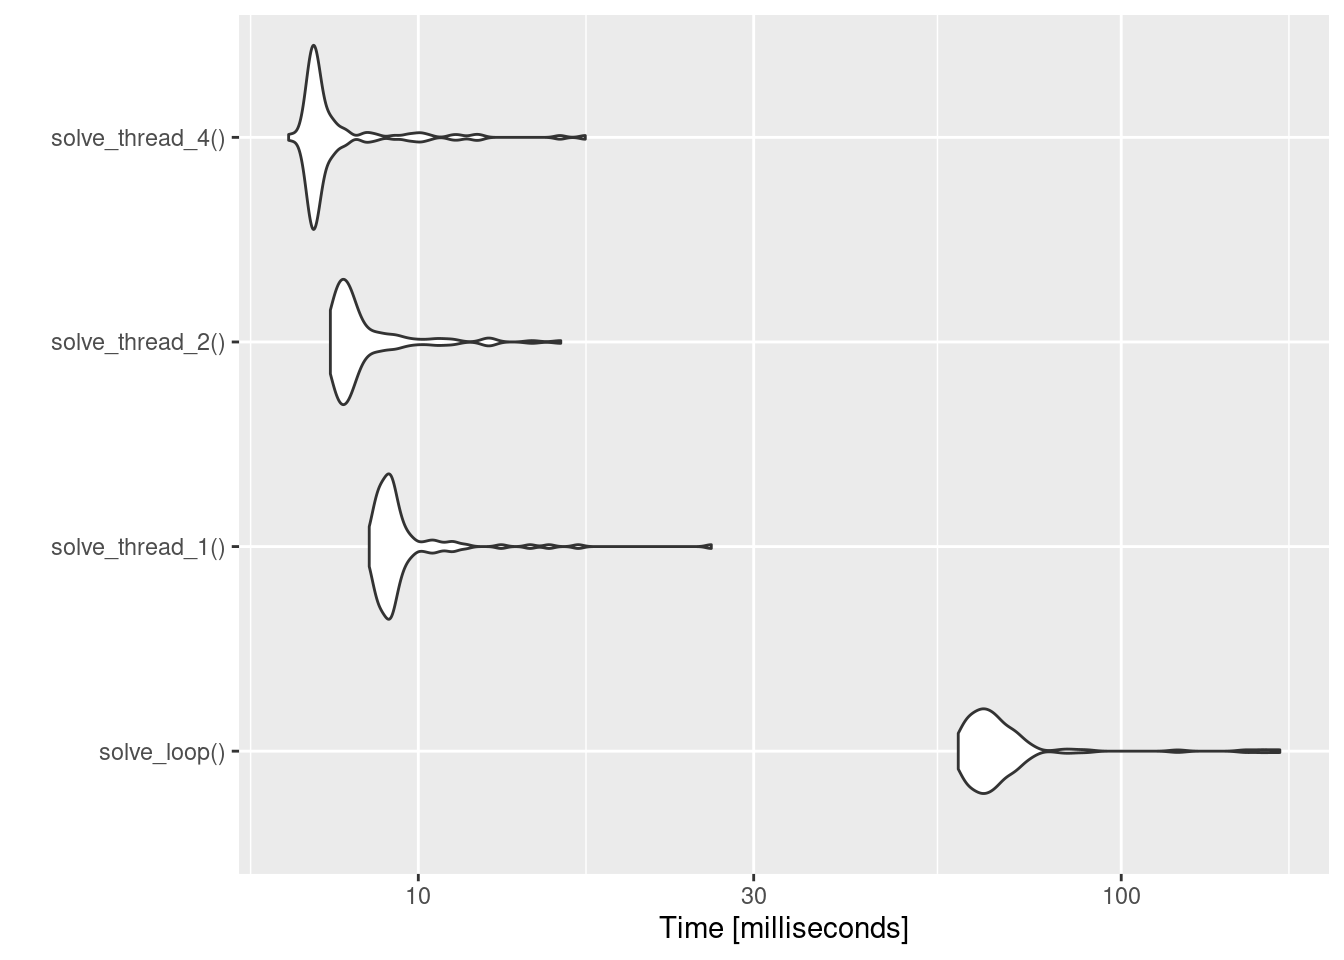 solve_thread_4()
solve_thread_2()
solve_thread_1()
solve_loop()
10 30 100
Time [milliseconds]